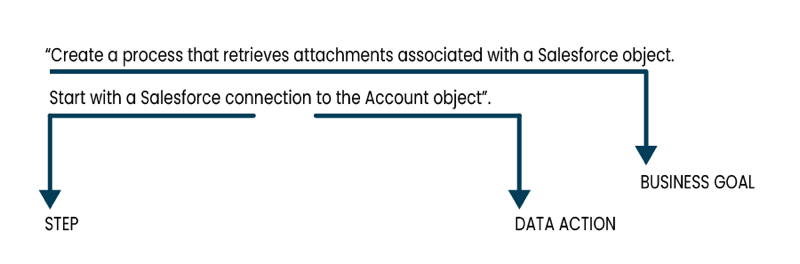 “Create a process that retrieves attachments associated with a Salesforce object.
Start with a Salesforce connection to the Account object”.
BUSINESS GOAL
STEP
DATA ACTION